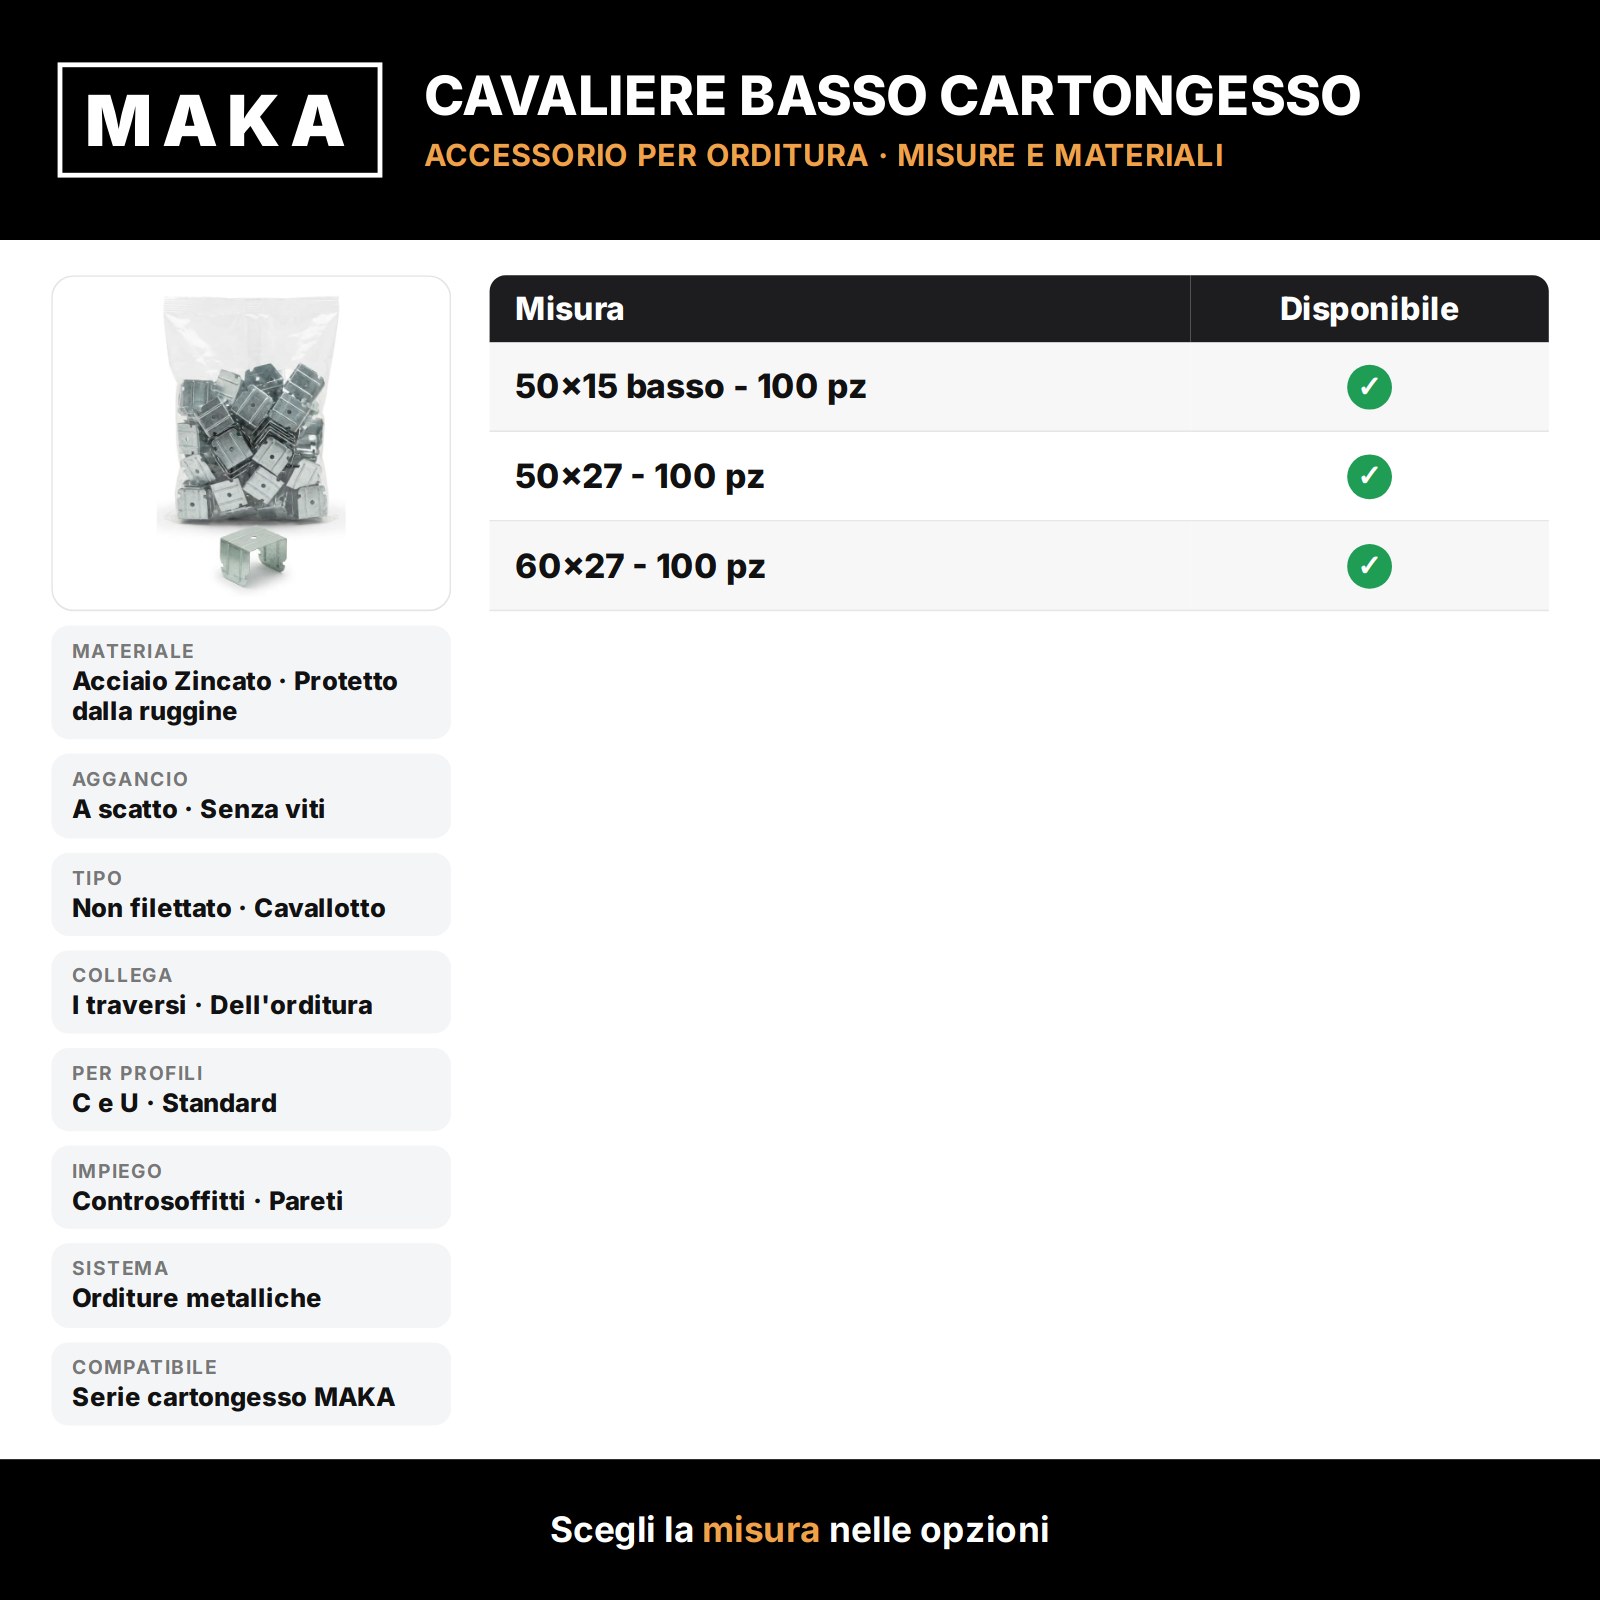 MAKA
CAVALIERE BASSO CARTONGESSO
ACCESSORIO PER ORDITURA · MISURE E MATERIALI
Misura Disponibile
50×15 basso - 100 pz ✓
50×27 - 100 pz ✓
60×27 - 100 pz ✓
MATERIALE
Acciaio Zincato · Protetto
dalla ruggine
AGGANCIO
A scatto · Senza viti
TIPO
Non filettato · Cavallotto
COLLEGA
I traversi · Dell'orditura
PER PROFILI
C e U · Standard
IMPIEGO
Controsoffitti · Pareti
SISTEMA
Orditure metalliche
COMPATIBILE
Serie cartongesso MAKA
Scegli la misura nelle opzioni